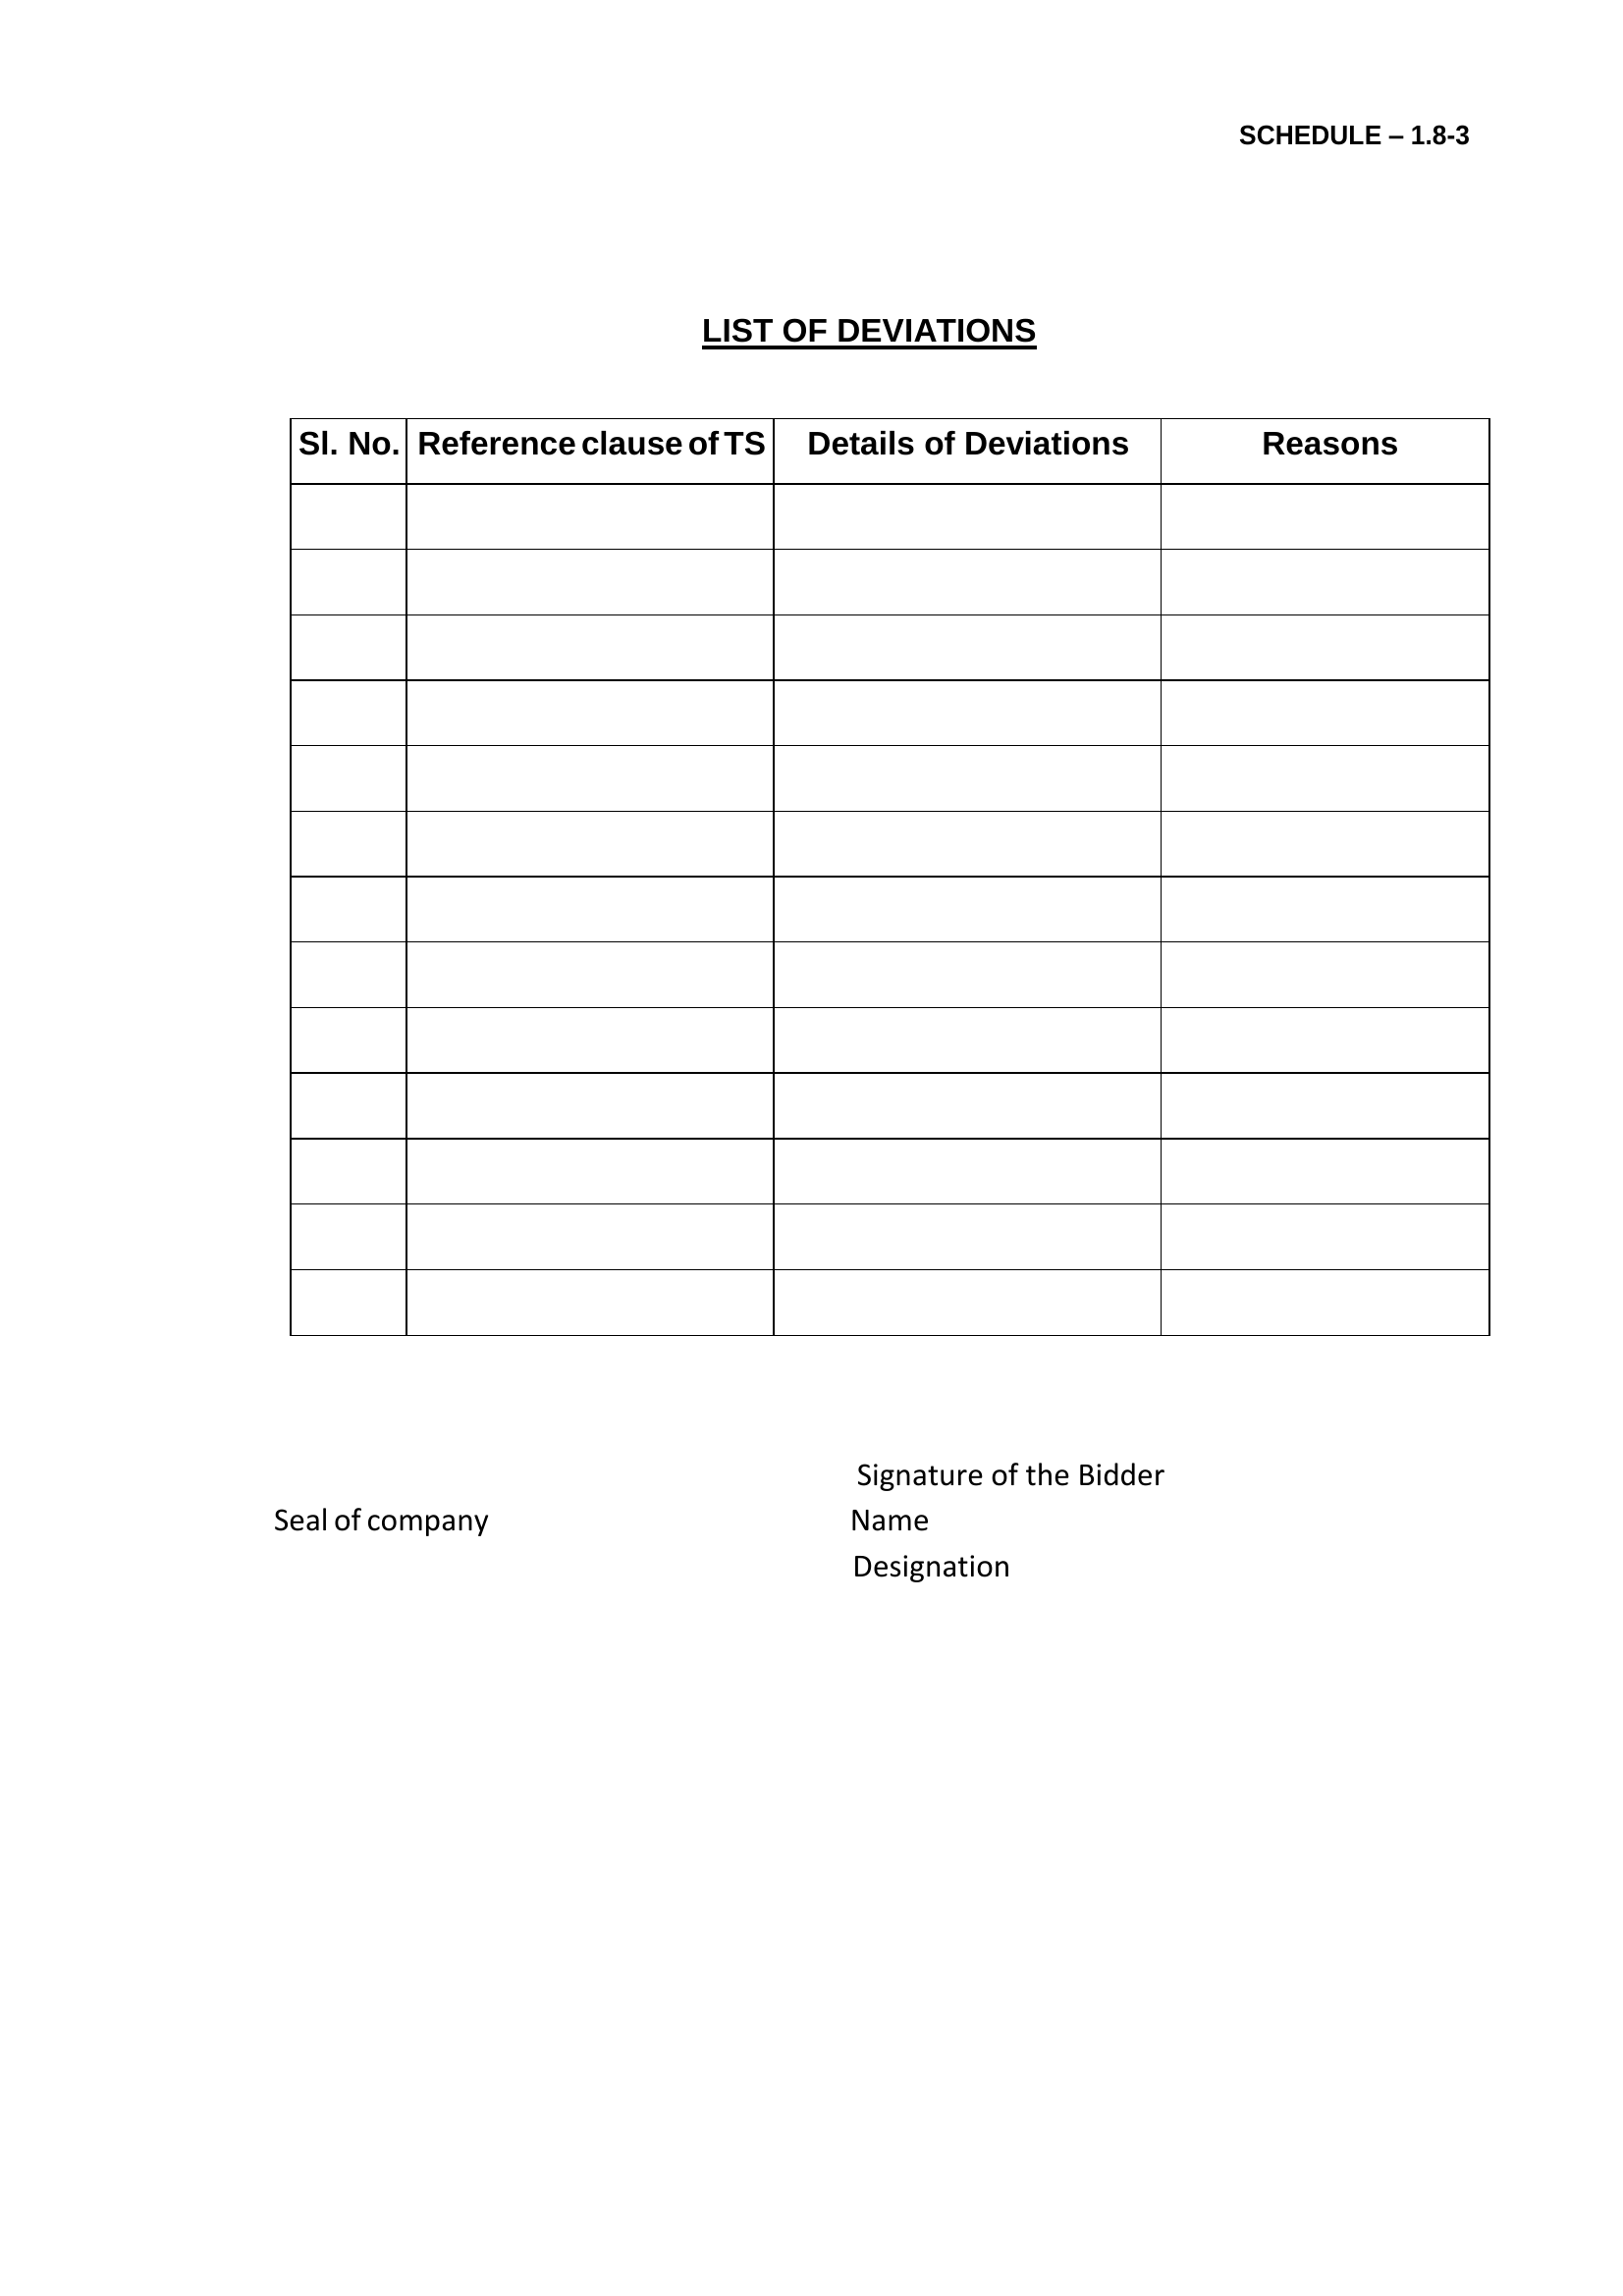 SCHEDULE – 1.8-3
LIST OF DEVIATIONS
Sl. No. Reference clause of TS Details of Deviations Reasons
Signature of the Bidder
Seal of company Name
Designation